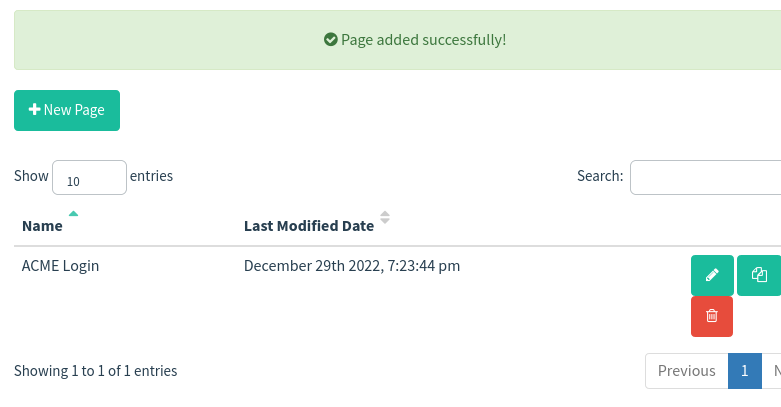 Page added successfully!
New Page
Show 10 entries
Search:
Name Last Modified Date
ACME Login December 29th 2022, 7:23:44 pm
Showing 1 to 1 of 1 entries
Previous 1